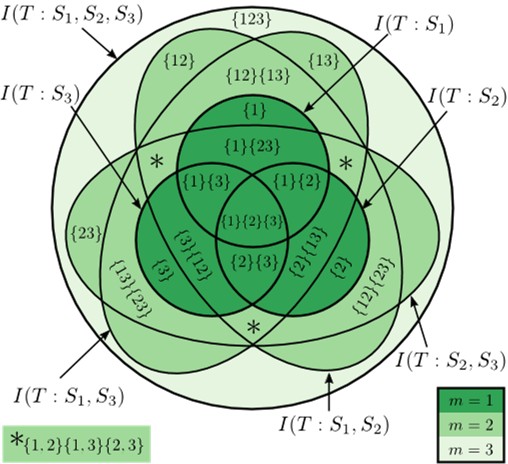 I(T : S₁, S₂, S₃)
{123}
I(T : S₁)
{12}
{13}
{12}{13}
I(T : S₃)
I(T : S₂)
{1}
{1}{23}
*
*
{1}{3}
{1}{2}
{1}{2}{3}
{23}
{3}{12}
{2}{13}
{3}
{2}{3}
{2}
{13}{23}
{12}{23}
*
I(T : S₂, S₃)
I(T : S₁, S₃)
I(T : S₁, S₂)
m = 1
m = 2
m = 3
*{1,2}{1,3}{2,3}